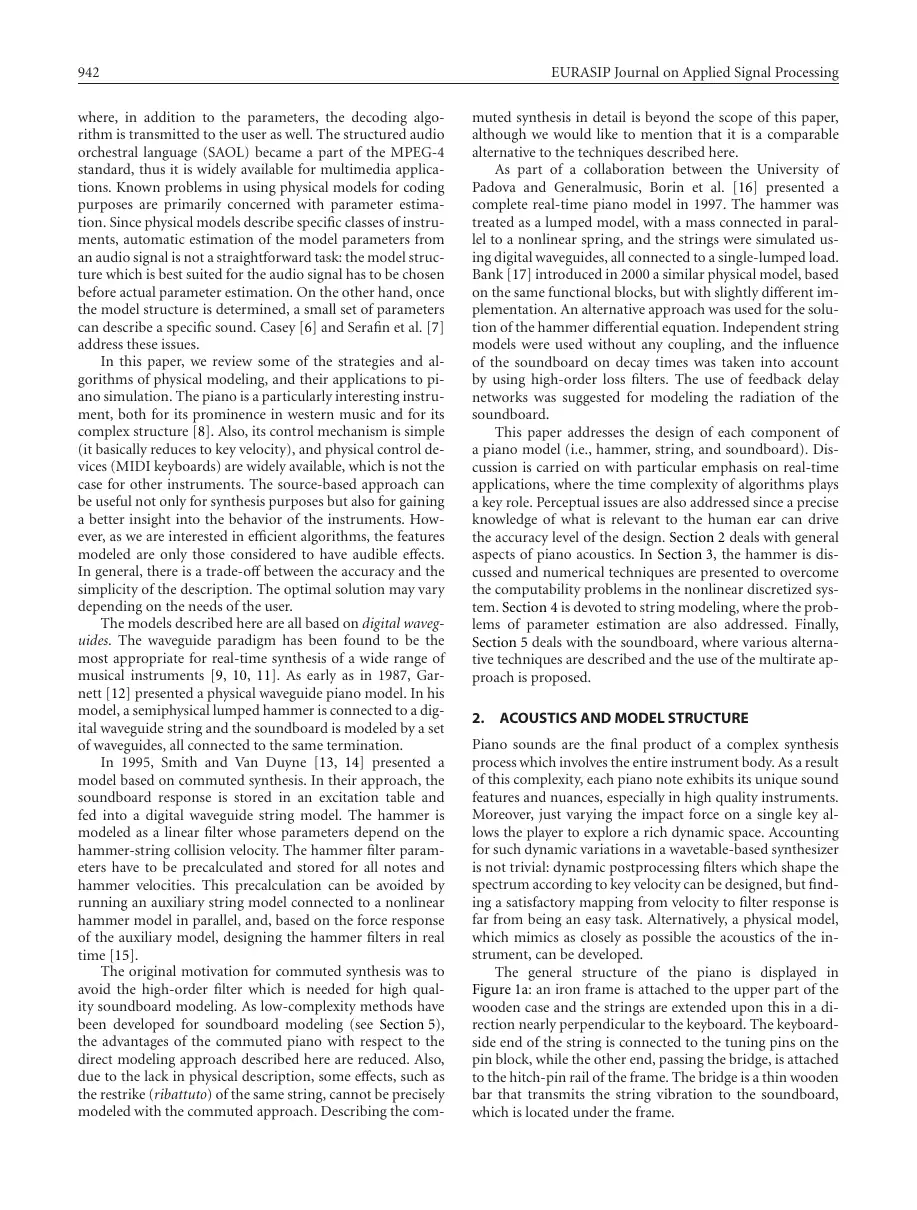 942
EURASIP Journal on Applied Signal Processing
where, in addition to the parameters, the decoding algo-
rithm is transmitted to the user as well. The structured audio
orchestral language (SAOL) became a part of the MPEG-4
standard, thus it is widely available for multimedia applica-
tions. Known problems in using physical models for coding
purposes are primarily concerned with parameter estima-
tion. Since physical models describe specific classes of instru-
ments, automatic estimation of the model parameters from
an audio signal is not a straightforward task: the model struc-
ture which is best suited for the audio signal has to be chosen
before actual parameter estimation. On the other hand, once
the model structure is determined, a small set of parameters
can describe a specific sound. Casey [6] and Serafin et al. [7]
address these issues.
In this paper, we review some of the strategies and al-
gorithms of physical modeling, and their applications to pi-
ano simulation. The piano is a particularly interesting instru-
ment, both for its prominence in western music and for its
complex structure [8]. Also, its control mechanism is simple
(it basically reduces to key velocity), and physical control de-
vices (MIDI keyboards) are widely available, which is not the
case for other instruments. The source-based approach can
be useful not only for synthesis purposes but also for gaining
a better insight into the behavior of the instruments. How-
ever, as we are interested in efficient algorithms, the features
modeled are only those considered to have audible effects.
In general, there is a trade-off between the accuracy and the
simplicity of the description. The optimal solution may vary
depending on the needs of the user.
The models described here are all based on digital waveg-
uides. The waveguide paradigm has been found to be the
most appropriate for real-time synthesis of a wide range of
musical instruments [9, 10, 11]. As early as in 1987, Gar-
nett [12] presented a physical waveguide piano model. In his
model, a semiphysical lumped hammer is connected to a dig-
ital waveguide string and the soundboard is modeled by a set
of waveguides, all connected to the same termination.
In 1995, Smith and Van Duyne [13, 14] presented a
model based on commuted synthesis. In their approach, the
soundboard response is stored in an excitation table and
fed into a digital waveguide string model. The hammer is
modeled as a linear filter whose parameters depend on the
hammer-string collision velocity. The hammer filter param-
eters have to be precalculated and stored for all notes and
hammer velocities. This precalculation can be avoided by
running an auxiliary string model connected to a nonlinear
hammer model in parallel, and, based on the force response
of the auxiliary model, designing the hammer filters in real
time [15].
The original motivation for commuted synthesis was to
avoid the high-order filter which is needed for high qual-
ity soundboard modeling. As low-complexity methods have
been developed for soundboard modeling (see Section 5),
the advantages of the commuted piano with respect to the
direct modeling approach described here are reduced. Also,
due to the lack in physical description, some effects, such as
the restrike (ribattuto) of the same string, cannot be precisely
modeled with the commuted approach. Describing the com-
muted synthesis in detail is beyond the scope of this paper,
although we would like to mention that it is a comparable
alternative to the techniques described here.
As part of a collaboration between the University of
Padova and Generalmusic, Borin et al. [16] presented a
complete real-time piano model in 1997. The hammer was
treated as a lumped model, with a mass connected in paral-
lel to a nonlinear spring, and the strings were simulated us-
ing digital waveguides, all connected to a single-lumped load.
Bank [17] introduced in 2000 a similar physical model, based
on the same functional blocks, but with slightly different im-
plementation. An alternative approach was used for the solu-
tion of the hammer differential equation. Independent string
models were used without any coupling, and the influence
of the soundboard on decay times was taken into account
by using high-order loss filters. The use of feedback delay
networks was suggested for modeling the radiation of the
soundboard.
This paper addresses the design of each component of
a piano model (i.e., hammer, string, and soundboard). Dis-
cussion is carried on with particular emphasis on real-time
applications, where the time complexity of algorithms plays
a key role. Perceptual issues are also addressed since a precise
knowledge of what is relevant to the human ear can drive
the accuracy level of the design. Section 2 deals with general
aspects of piano acoustics. In Section 3, the hammer is dis-
cussed and numerical techniques are presented to overcome
the computability problems in the nonlinear discretized sys-
tem. Section 4 is devoted to string modeling, where the prob-
lems of parameter estimation are also addressed. Finally,
Section 5 deals with the soundboard, where various alterna-
tive techniques are described and the use of the multirate ap-
proach is proposed.
2. ACOUSTICS AND MODEL STRUCTURE
Piano sounds are the final product of a complex synthesis
process which involves the entire instrument body. As a result
of this complexity, each piano note exhibits its unique sound
features and nuances, especially in high quality instruments.
Moreover, just varying the impact force on a single key al-
lows the player to explore a rich dynamic space. Accounting
for such dynamic variations in a wavetable-based synthesizer
is not trivial: dynamic postprocessing filters which shape the
spectrum according to key velocity can be designed, but find-
ing a satisfactory mapping from velocity to filter response is
far from being an easy task. Alternatively, a physical model,
which mimics as closely as possible the acoustics of the in-
strument, can be developed.
The general structure of the piano is displayed in
Figure 1a: an iron frame is attached to the upper part of the
wooden case and the strings are extended upon this in a di-
rection nearly perpendicular to the keyboard. The keyboard-
side end of the string is connected to the tuning pins on the
pin block, while the other end, passing the bridge, is attached
to the hitch-pin rail of the frame. The bridge is a thin wooden
bar that transmits the string vibration to the soundboard,
which is located under the frame.